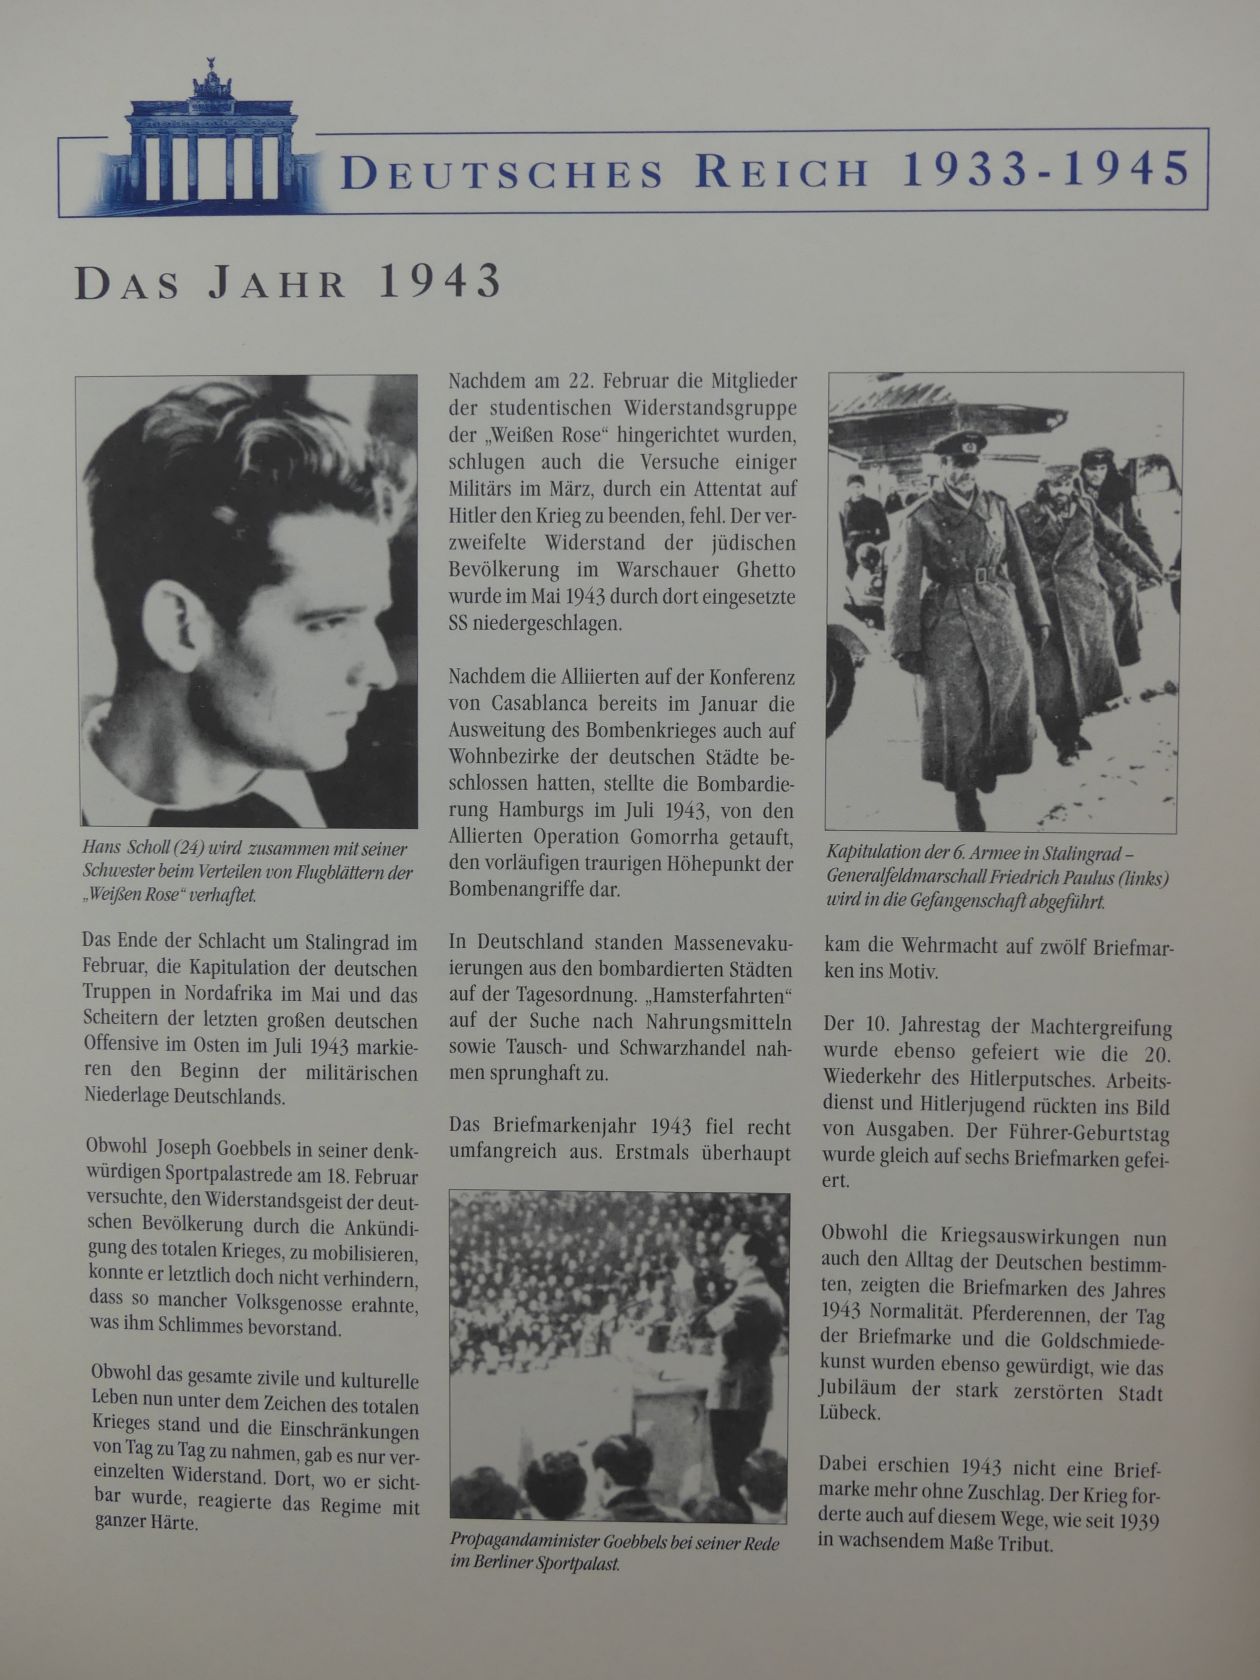 DEUTSCHES REICH 1933-1945
DAS JAHR 1943
Hans Scholl (24) wird zusammen mit seiner
Schwester beim Verteilen von Flugblättern der
„Weißen Rose“ verhaftet.
Das Ende der Schlacht um Stalingrad im
Februar, die Kapitulation der deutschen
Truppen in Nordafrika im Mai und das
Scheitern der letzten großen deutschen
Offensive im Osten im Juli 1943 markie-
ren den Beginn der militärischen
Niederlage Deutschlands.
Obwohl Joseph Goebbels in seiner denk-
würdigen Sportpalastrede am 18. Februar
versuchte, den Widerstandsgeist der deut-
schen Bevölkerung durch die Ankündi-
gung des totalen Krieges, zu mobilisieren,
konnte er letztlich doch nicht verhindern,
dass so mancher Volksgenosse erahnte,
was ihm Schlimmes bevorstand.
Obwohl das gesamte zivile und kulturelle
Leben nun unter dem Zeichen des totalen
Krieges stand und die Einschränkungen
von Tag zu Tag zu nahmen, gab es nur ver-
einzelten Widerstand. Dort, wo er sicht-
bar wurde, reagierte das Regime mit
ganzer Härte.
Nachdem am 22. Februar die Mitglieder
der studentischen Widerstandsgruppe
der „Weißen Rose“ hingerichtet wurden,
schlugen auch die Versuche einiger
Militärs im März, durch ein Attentat auf
Hitler den Krieg zu beenden, fehl. Der ver-
zweifelte Widerstand der jüdischen
Bevölkerung im Warschauer Ghetto
wurde im Mai 1943 durch dort eingesetzte
SS niedergeschlagen.
Nachdem die Alliierten auf der Konferenz
von Casablanca bereits im Januar die
Ausweitung des Bombenkrieges auch auf
Wohnbezirke der deutschen Städte be-
schlossen hatten, stellte die Bombardie-
rung Hamburgs im Juli 1943, von den
Allierten Operation Gomorrha getauft,
den vorläufigen traurigen Höhepunkt der
Bombenangriffe dar.
In Deutschland standen Massenevaku-
ierungen aus den bombardierten Städten
auf der Tagesordnung. „Hamsterfahrten“
auf der Suche nach Nahrungsmitteln
sowie Tausch- und Schwarzhandel nah-
men sprunghaft zu.
Das Briefmarkenjahr 1943 fiel recht
umfangreich aus. Erstmals überhaupt
Propagandaminister Goebbels bei seiner Rede
im Berliner Sportpalast.
Kapitulation der 6. Armee in Stalingrad –
Generalfeldmarschall Friedrich Paulus (links)
wird in die Gefangenschaft abgeführt.
kam die Wehrmacht auf zwölf Briefmar-
ken ins Motiv.
Der 10. Jahrestag der Machtergreifung
wurde ebenso gefeiert wie die 20.
Wiederkehr des Hitlerputsches. Arbeits-
dienst und Hitlerjugend rückten ins Bild
von Ausgaben. Der Führer-Geburtstag
wurde gleich auf sechs Briefmarken gefei-
ert.
Obwohl die Kriegsauswirkungen nun
auch den Alltag der Deutschen bestimm-
ten, zeigten die Briefmarken des Jahres
1943 Normalität. Pferderennen, der Tag
der Briefmarke und die Goldschmiede-
kunst wurden ebenso gewürdigt, wie das
Jubiläum der stark zerstörten Stadt
Lübeck.
Dabei erschien 1943 nicht eine Brief-
marke mehr ohne Zuschlag. Der Krieg for-
derte auch auf diesem Wege, wie seit 1939
in wachsendem Maße Tribut.